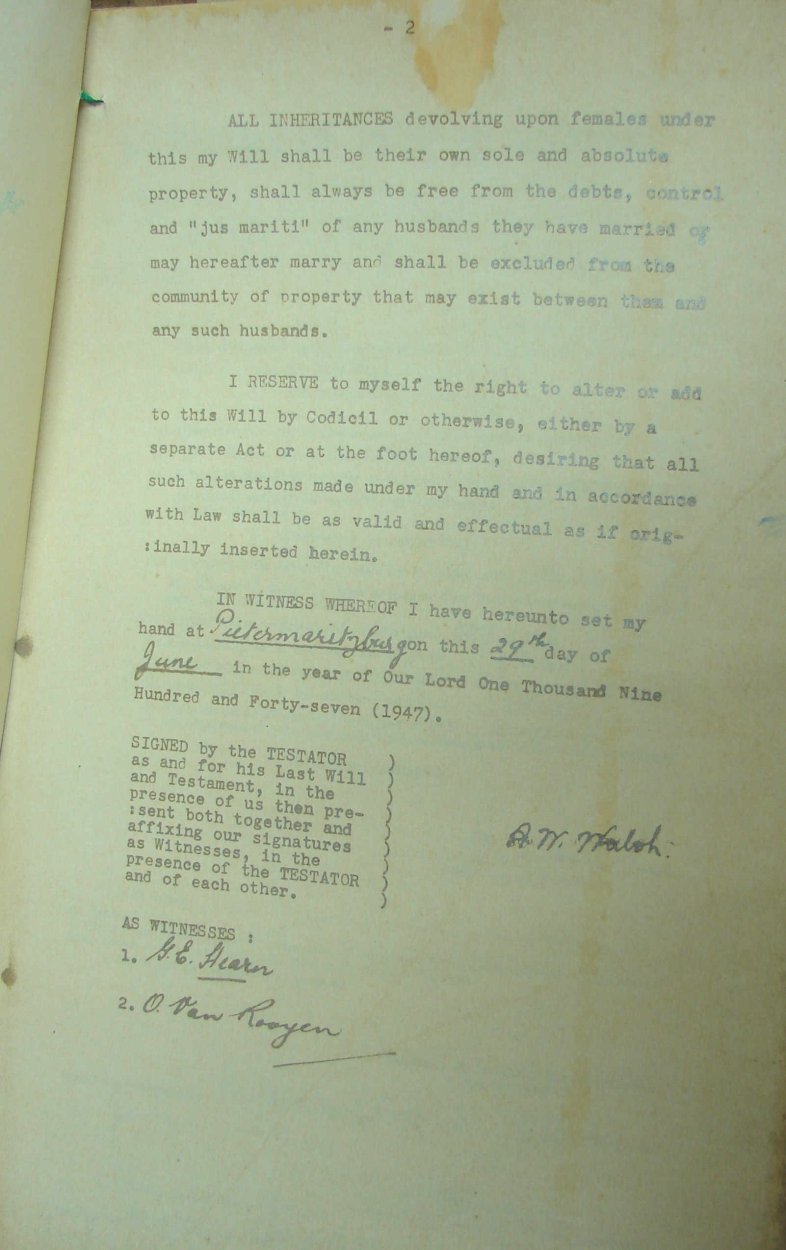 - 2
ALL INHERITANCES devolving upon females under
this my Will shall be their own sole and absolute
property, shall always be free from the debts, control
and "jus mariti" of any husbands they have married or
may hereafter marry and shall be excluded from the
community of property that may exist between them and
any such husbands.
I RESERVE to myself the right to alter or add
to this Will by Codicil or otherwise, either by a
separate Act or at the foot hereof, desiring that all
such alterations made under my hand and in accordance
with Law shall be as valid and effectual as if orig-
:inally inserted herein.
IN WITNESS WHEREOF I have hereunto set my
hand at Pietermaritzburg on this 29th day of
June in the year of Our Lord One Thousand Nine
Hundred and Forty-seven (1947).
SIGNED by the TESTATOR )
as and for his Last Will )
and Testament, in the )
presence of us then pre- )
:sent both together and )
affixing our signatures )
as Witnesses, in the )
presence of the TESTATOR )
and of each other. )
A. W. Walsh.
AS WITNESSES :
1. G. E. Hearn
2. O. Van Rooyen